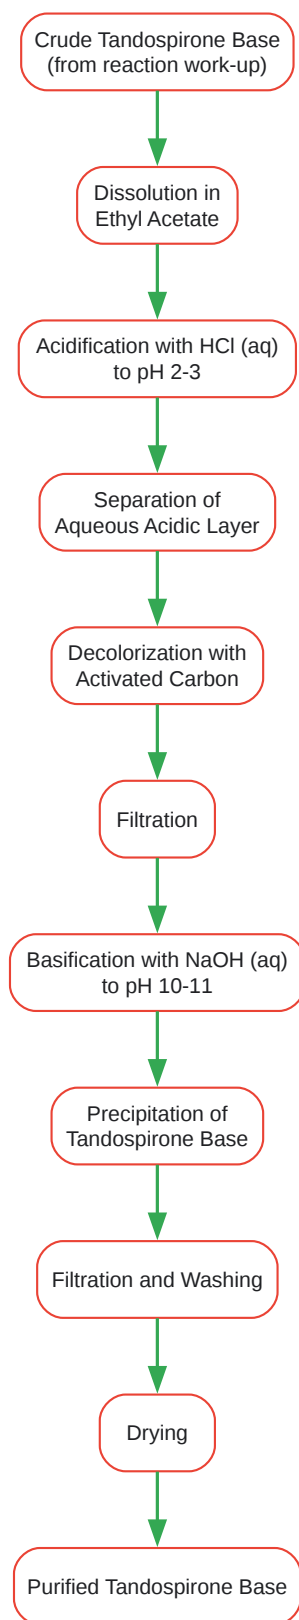 Crude Tandospirone Base
(from reaction work-up)
Dissolution in
Ethyl Acetate
Acidification with HCl (aq)
to pH 2-3
Separation of
Aqueous Acidic Layer
Decolorization with
Activated Carbon
Filtration
Basification with NaOH (aq)
to pH 10-11
Precipitation of
Tandospirone Base
Filtration and Washing
Drying
Purified Tandospirone Base